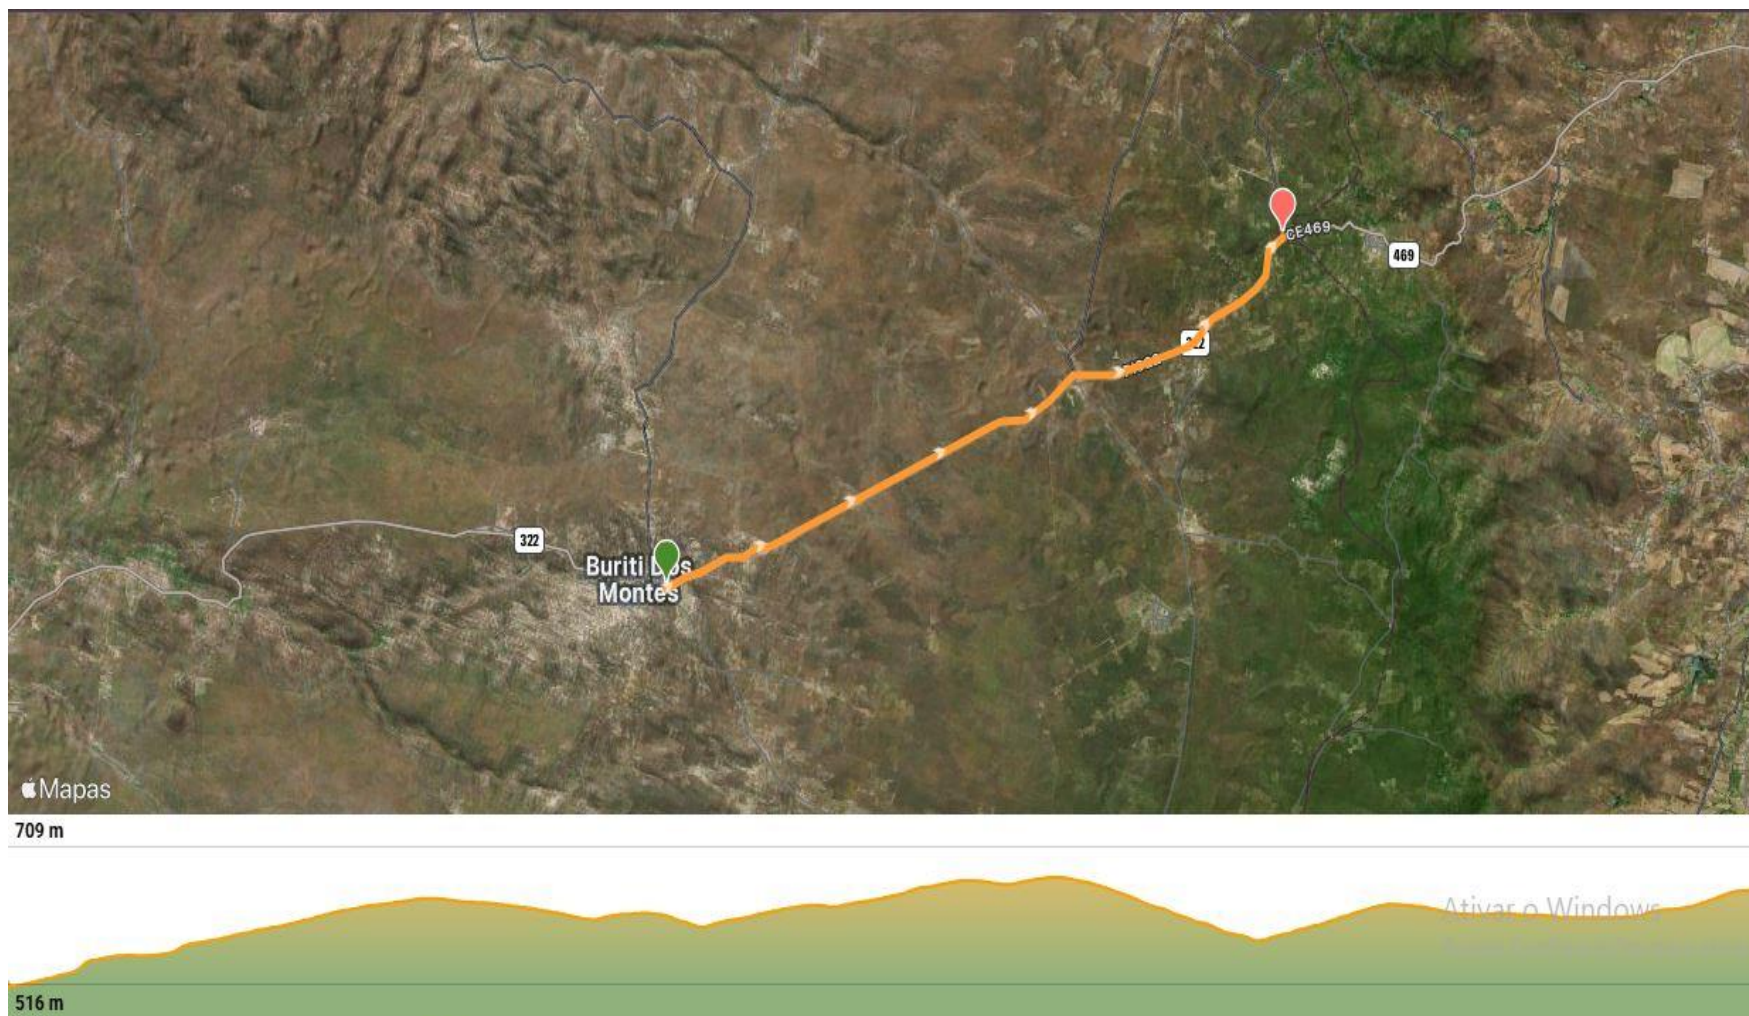 CE469
469
322
Buriti Dos
Montes
Mapas
709 m
Ativar o Windows
516 m